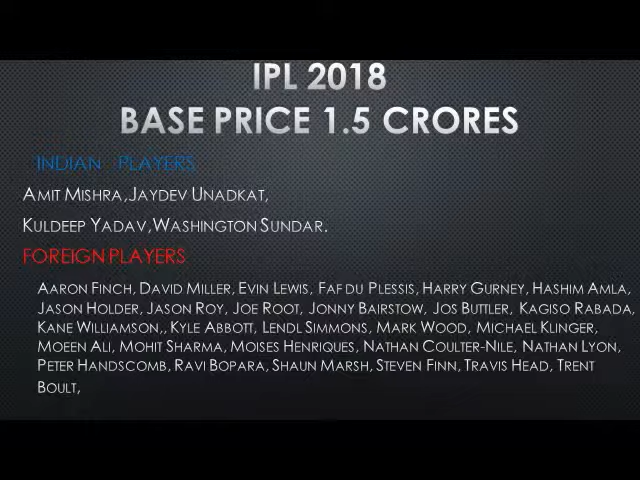 IPL 2018
BASE PRICE 1.5 CRORES
INDIAN PLAYERS
AMIT MISHRA,JAYDEV UNADKAT,
KULDEEP YADAV,WASHINGTON SUNDAR.
FOREIGN PLAYERS
AARON FINCH, DAVID MILLER, EVIN LEWIS, FAF DU PLESSIS, HARRY GURNEY, HASHIM AMLA,
JASON HOLDER, JASON ROY, JOE ROOT, JONNY BAIRSTOW, JOS BUTTLER, KAGISO RABADA,
KANE WILLIAMSON,, KYLE ABBOTT, LENDL SIMMONS, MARK WOOD, MICHAEL KLINGER,
MOEEN ALI, MOHIT SHARMA, MOISES HENRIQUES, NATHAN COULTER-NILE, NATHAN LYON,
PETER HANDSCOMB, RAVI BOPARA, SHAUN MARSH, STEVEN FINN, TRAVIS HEAD, TRENT
BOULT,